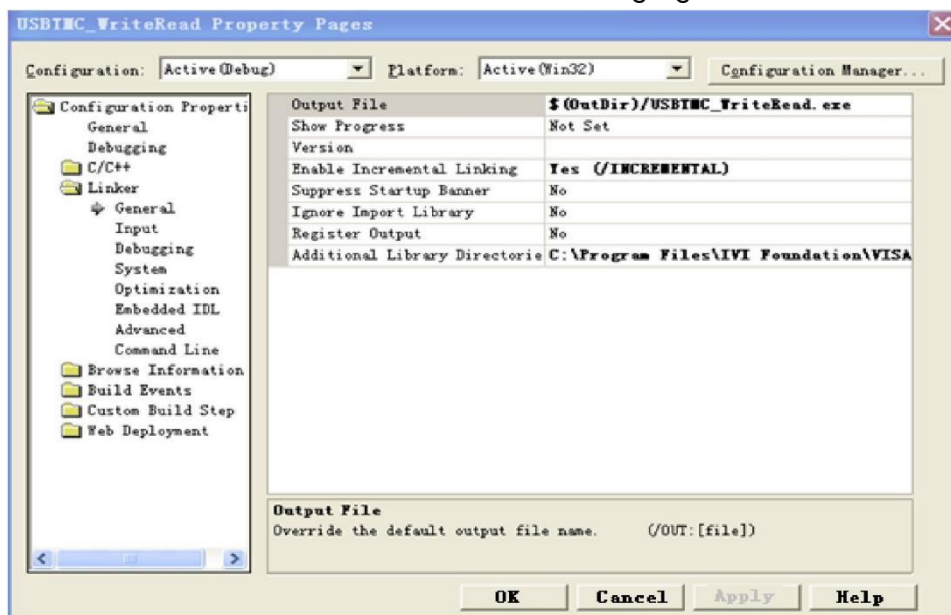 USBTMC_WriteRead Property Pages
Configuration: Active(Debug) Platform: Active(Win32) Configuration Manager...
Configuration Properti
General
Debugging
C/C++
Linker
General
Input
Debugging
System
Optimization
Embedded IDL
Advanced
Command Line
Browse Information
Build Events
Custom Build Step
Web Deployment
Output File $(OutDir)/USBTMC_WriteRead.exe
Show Progress Not Set
Version
Enable Incremental Linking Yes (/INCREMENTAL)
Suppress Startup Banner No
Ignore Import Library No
Register Output No
Additional Library Directorie C:\Program Files\IVI Foundation\VISA
Output File
Override the default output file name. (/OUT:[file])
OK Cancel Apply Help